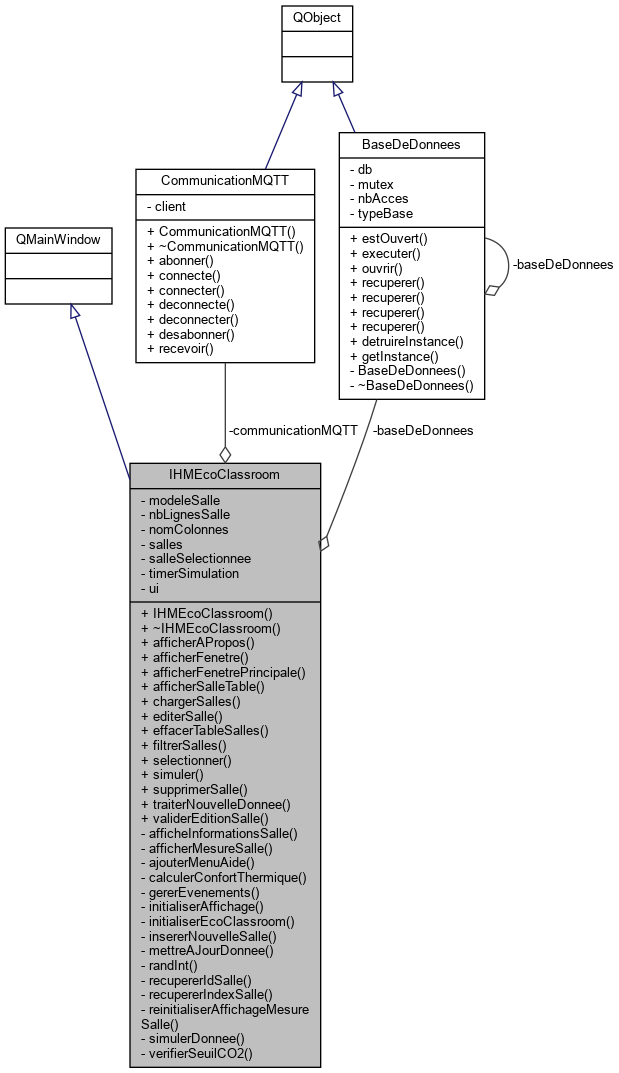 QObject
BaseDeDonnees
- db
- mutex
- nbAcces
- typeBase
+ estOuvert()
+ executer()
+ ouvrir()
+ recuperer()
+ recuperer()
+ recuperer()
+ recuperer()
+ detruireInstance()
+ getInstance()
- BaseDeDonnees()
- ~BaseDeDonnees()
-baseDeDonnees
CommunicationMQTT
- client
+ CommunicationMQTT()
+ ~CommunicationMQTT()
+ abonner()
+ connecte()
+ connecter()
+ deconnecte()
+ deconnecter()
+ desabonner()
+ recevoir()
QMainWindow
-communicationMQTT
-baseDeDonnees
IHMEcoClassroom
- modeleSalle
- nbLignesSalle
- nomColonnes
- salles
- salleSelectionnee
- timerSimulation
- ui
+ IHMEcoClassroom()
+ ~IHMEcoClassroom()
+ afficherAPropos()
+ afficherFenetre()
+ afficherFenetrePrincipale()
+ afficherSalleTable()
+ chargerSalles()
+ editerSalle()
+ effacerTableSalles()
+ filtrerSalles()
+ selectionner()
+ simuler()
+ supprimerSalle()
+ traiterNouvelleDonnee()
+ validerEditionSalle()
- afficheInformationsSalle()
- afficherMesureSalle()
- ajouterMenuAide()
- calculerConfortThermique()
- gererEvenements()
- initialiserAffichage()
- initialiserEcoClassroom()
- insererNouvelleSalle()
- mettreAJourDonnee()
- randInt()
- recupererIdSalle()
- recupererIndexSalle()
- reinitialiserAffichageMesure
Salle()
- simulerDonnee()
- verifierSeuilCO2()